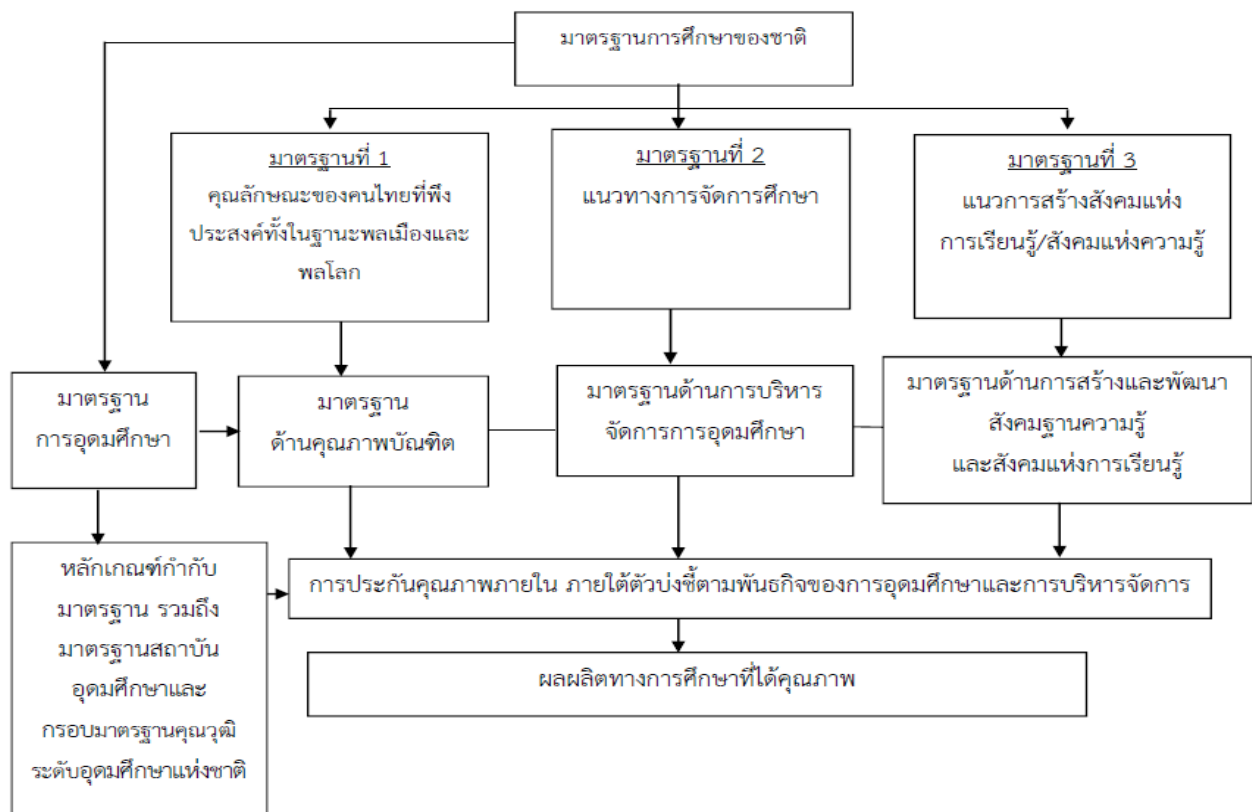 มาตรฐานการศึกษาของชาติ
มาตรฐานที่ 1
คุณลักษณะของคนไทยที่พึง
ประสงค์ทั้งในฐานะพลเมืองและ
พลโลก
มาตรฐานที่ 2
แนวทางการจัดการศึกษา
มาตรฐานที่ 3
แนวการสร้างสังคมแห่ง
การเรียนรู้/สังคมแห่งความรู้
มาตรฐาน
การอุดมศึกษา
มาตรฐาน
ด้านคุณภาพบัณฑิต
มาตรฐานด้านการบริหาร
จัดการการอุดมศึกษา
มาตรฐานด้านการสร้างและพัฒนา
สังคมฐานความรู้
และสังคมแห่งการเรียนรู้
หลักเกณฑ์กำกับ
มาตรฐาน รวมถึง
มาตรฐานสถาบัน
อุดมศึกษาและ
กรอบมาตรฐานคุณวุฒิ
ระดับอุดมศึกษาแห่งชาติ
การประกันคุณภาพภายใน ภายใต้ตัวบ่งชี้ตามพันธกิจของการอุดมศึกษาและการบริหารจัดการ
ผลผลิตทางการศึกษาที่ได้คุณภาพ